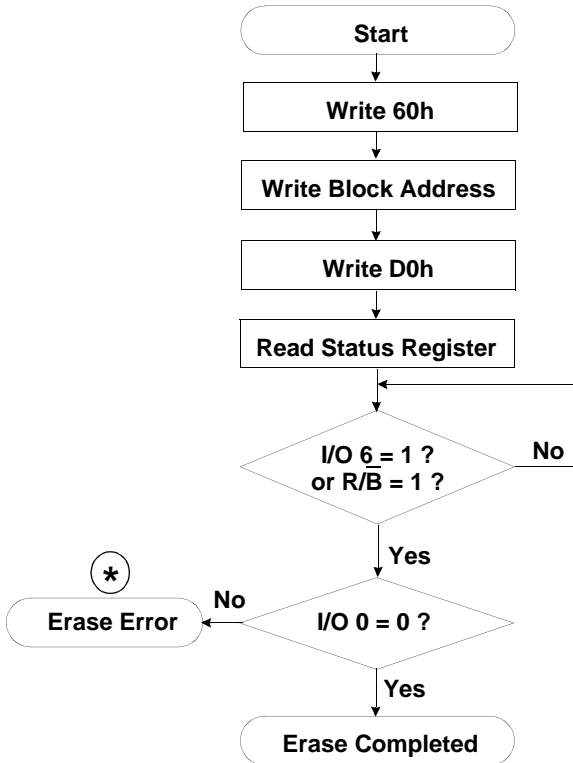 Start
Write 60h
Write Block Address
Write D0h
Read Status Register
I/O 6 = 1 ?
or R/B̅ = 1 ?
No
Yes
*
No
Erase Error
I/O 0 = 0 ?
Yes
Erase Completed